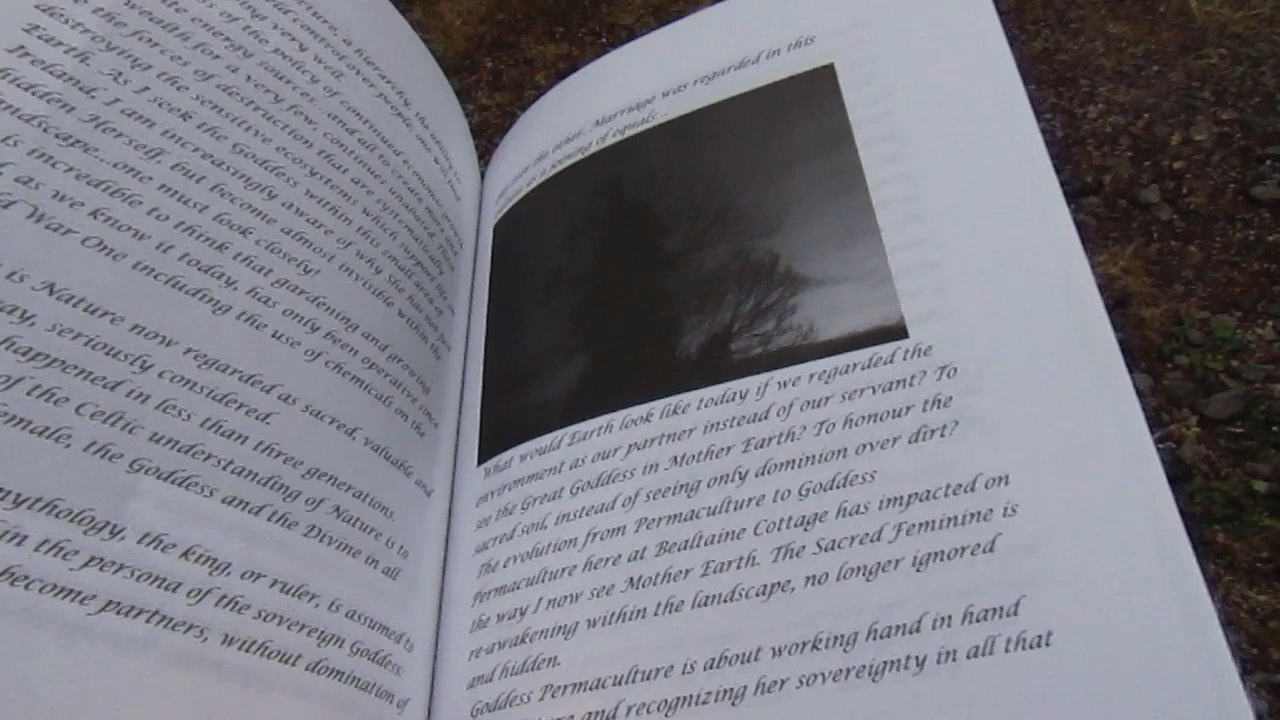 a hierarchy,
control over people, one
very well.
of the policy of continued economic
energy sources...and all to create more
wealth for a very few, continues unabated.
the forces of destruction that are systematically
destroying the sensitive ecosystems which support life
Earth. As I seek the Goddess within this small area of
Ireland, I am increasingly aware of why She has not
hidden Herself, but become almost invisible within the
landscape...one must look closely!
is incredible to think that gardening and growing
as we know it today, has only been operative since
War One including the use of chemicals on the
is Nature now regarded as sacred, valuable and
seriously considered.
happened in less than three generations.
of the Celtic understanding of Nature is to
the Goddess and the Divine in all
mythology, the king, or ruler, is assumed to
in the persona of the sovereign Goddess.
become partners, without domination of
the other...Marriage was regarded in this
as a joining of equals...
What would Earth look like today if we regarded the
environment as our partner instead of our servant? To
see the Great Goddess in Mother Earth? To honour the
sacred soil, instead of seeing only dominion over dirt?
The evolution from Permaculture to Goddess
Permaculture here at Bealtaine Cottage has impacted on
the way I now see Mother Earth. The Sacred Feminine is
re-awakening within the landscape, no longer ignored
and hidden.
Goddess Permaculture is about working hand in hand
and recognizing her sovereignty in all that